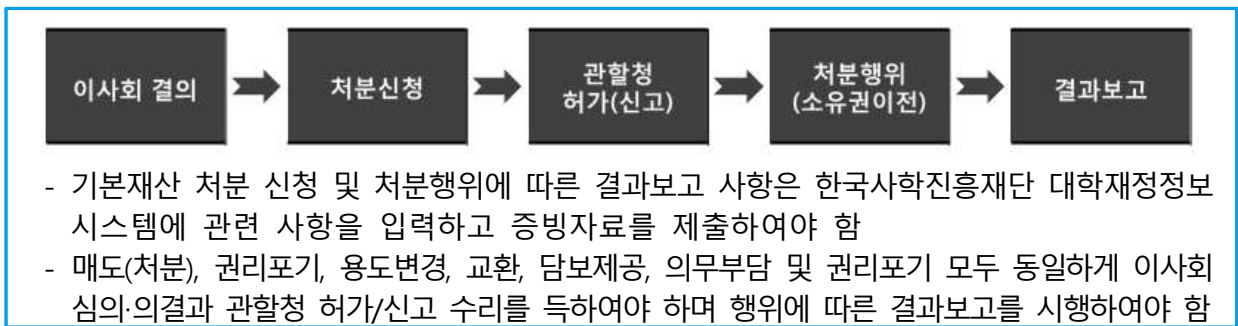 이사회 결의
처분신청
관할청
허가(신고)
처분행위
(소유권이전)
결과보고
- 기본재산 처분 신청 및 처분행위에 따른 결과보고 사항은 한국사학진흥재단 대학재정정보
시스템에 관련 사항을 입력하고 증빙자료를 제출하여야 함
- 매도(처분), 권리포기, 용도변경, 교환, 담보제공, 의무부담 및 권리포기 모두 동일하게 이사회
심의·의결과 관할청 허가/신고 수리를 득하여야 하며 행위에 따른 결과보고를 시행하여야 함